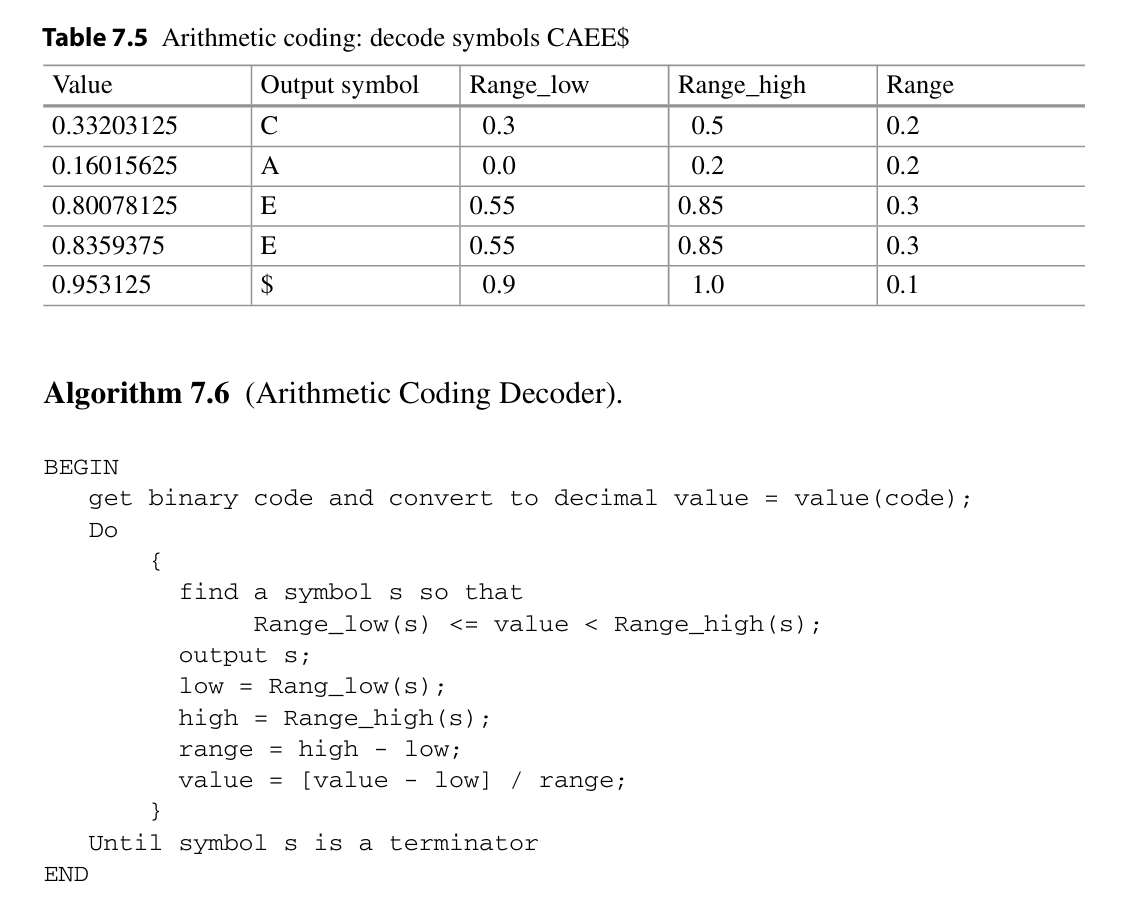 Table 7.5 Arithmetic coding: decode symbols CAEE$
Value Output symbol Range_low Range_high Range
0.33203125 C 0.3 0.5 0.2
0.16015625 A 0.0 0.2 0.2
0.80078125 E 0.55 0.85 0.3
0.8359375 E 0.55 0.85 0.3
0.953125 $ 0.9 1.0 0.1
Algorithm 7.6 (Arithmetic Coding Decoder).
BEGIN
get binary code and convert to decimal value = value(code);
Do
{
find a symbol s so that
Range_low(s) <= value < Range_high(s);
output s;
low = Rang_low(s);
high = Range_high(s);
range = high - low;
value = [value - low] / range;
}
Until symbol s is a terminator
END